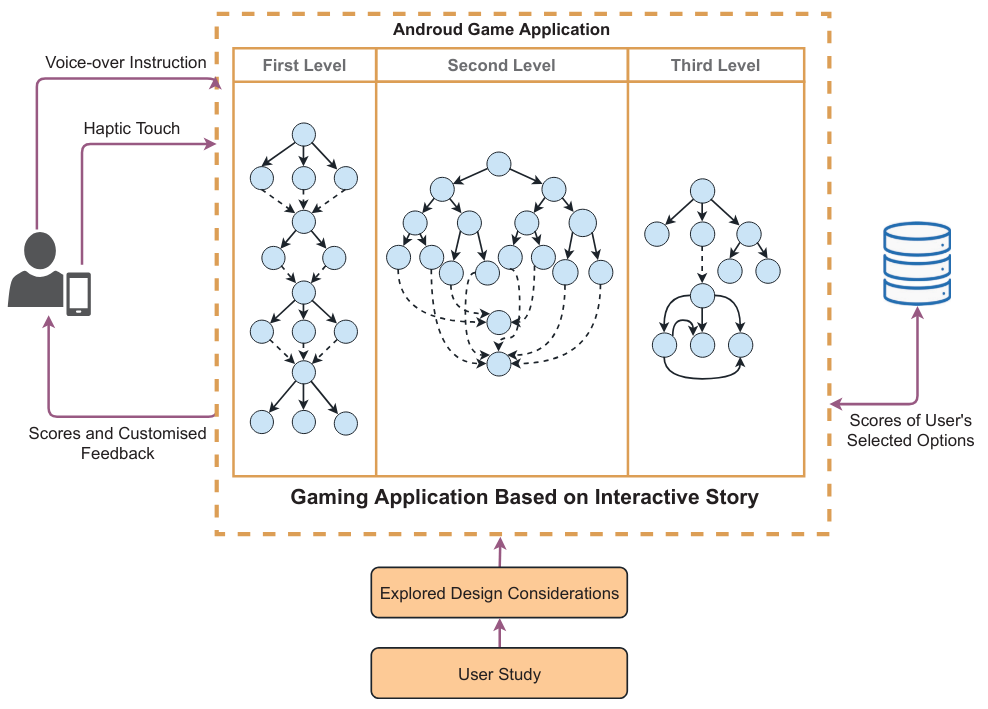 Androud Game Application
Voice-over Instruction
First Level
Second Level
Third Level
Haptic Touch
Scores and Customised
Feedback
Scores of User's
Selected Options
Gaming Application Based on Interactive Story
Explored Design Considerations
User Study